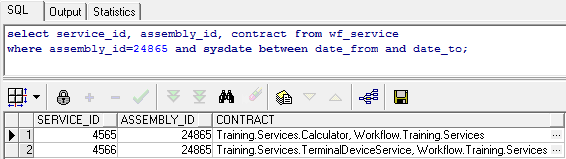 SQL Output Statistics
select service_id, assembly_id, contract from wf_service
where assembly_id=24865 and sysdate between date_from and date_to;
SERVICE_ID ASSEMBLY_ID CONTRACT
1 4565 24865 Training.Services.Calculator, Workflow.Training.Services ...
2 4566 24865 Training.Services.TerminalDeviceService, Workflow.Training.Services ...